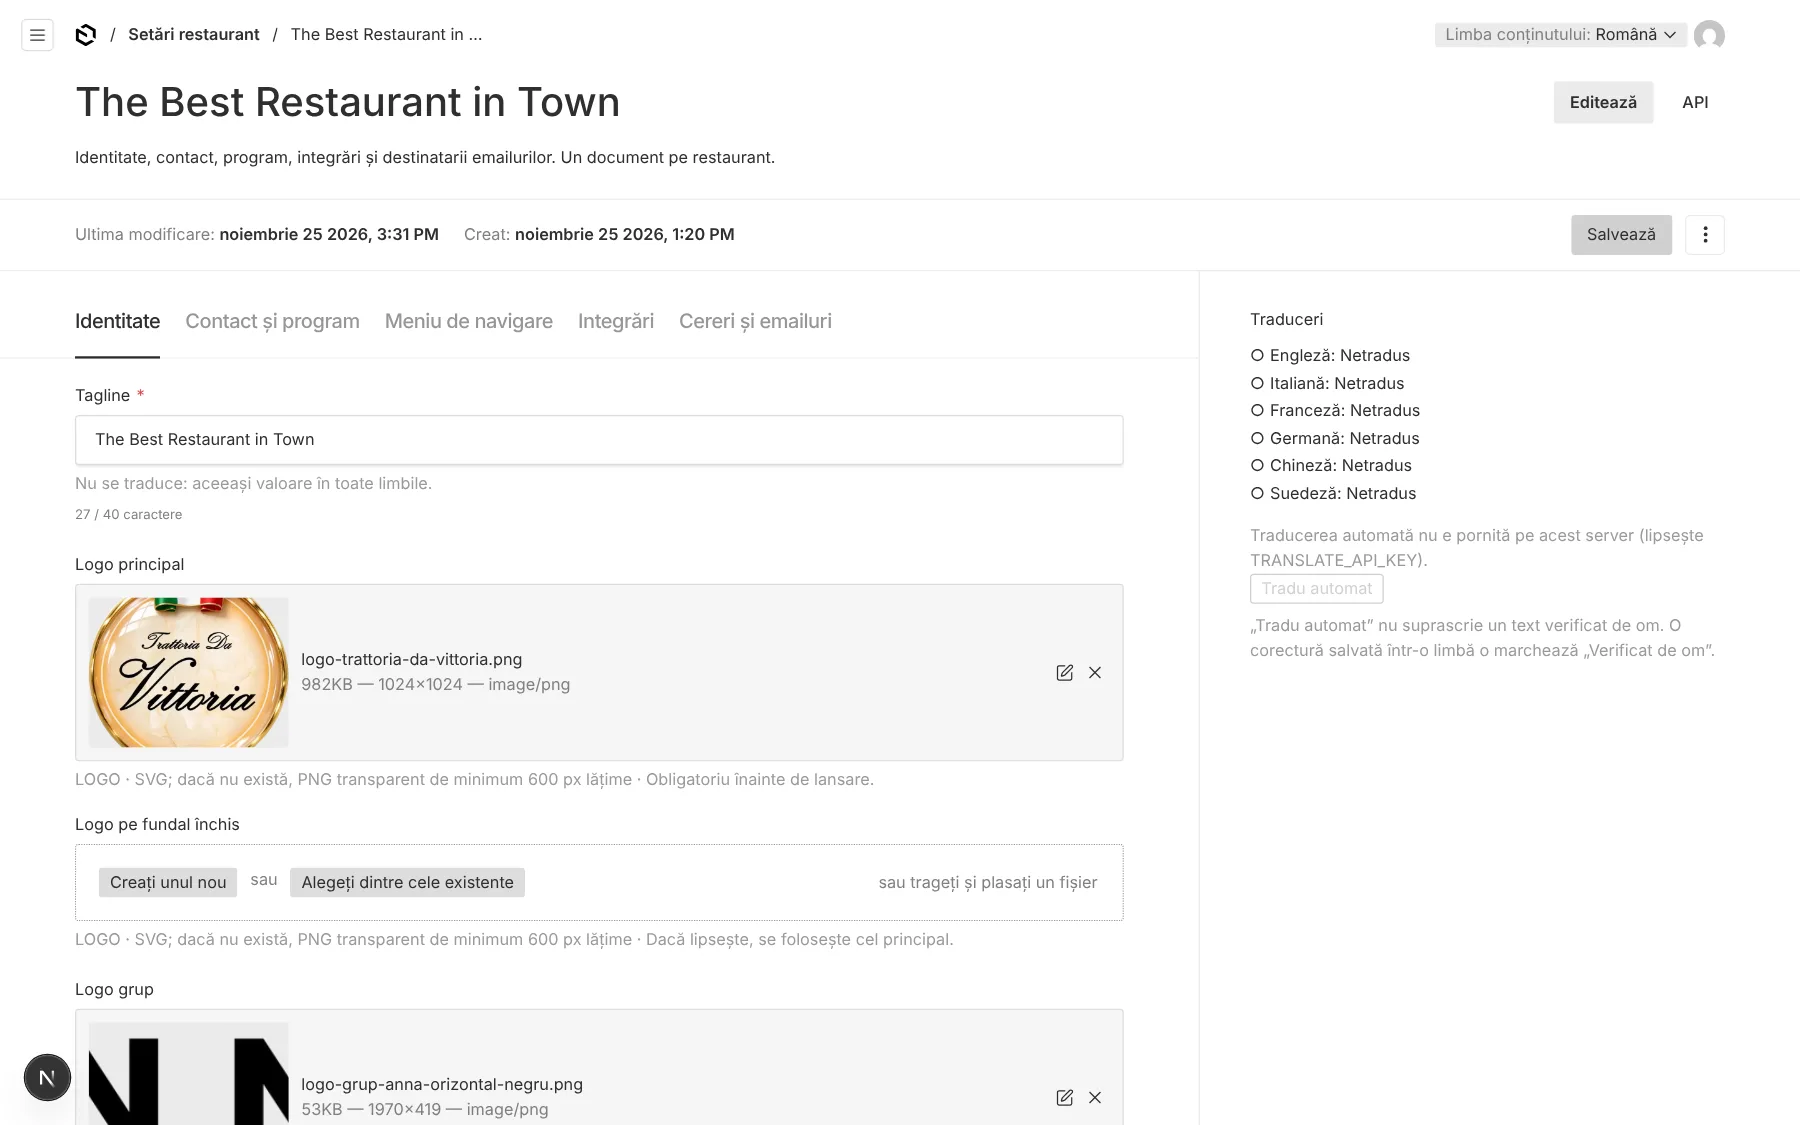 / Setări restaurant / The Best Restaurant in ...
Limba conținutului: Română
The Best Restaurant in Town
Editează
API
Identitate, contact, program, integrări și destinatarii emailurilor. Un document pe restaurant.
Ultima modificare: noiembrie 25 2026, 3:31 PM
Creat: noiembrie 25 2026, 1:20 PM
Salvează
Identitate
Contact și program
Meniu de navigare
Integrări
Cereri și emailuri
Tagline *
The Best Restaurant in Town
Nu se traduce: aceeași valoare în toate limbile.
27 / 40 caractere
Logo principal
Trattoria Da
Vittoria
logo-trattoria-da-vittoria.png
982KB — 1024×1024 — image/png
LOGO · SVG; dacă nu există, PNG transparent de minimum 600 px lățime · Obligatoriu înainte de lansare.
Logo pe fundal închis
Creați unul nou
sau
Alegeți dintre cele existente
sau trageți și plasați un fișier
LOGO · SVG; dacă nu există, PNG transparent de minimum 600 px lățime · Dacă lipsește, se folosește cel principal.
Logo grup
logo-grup-anna-orizontal-negru.png
53KB — 1970×419 — image/png
N
Traduceri
Engleză: Netradus
Italiană: Netradus
Franceză: Netradus
Germană: Netradus
Chineză: Netradus
Suedeză: Netradus
Traducerea automată nu e pornită pe acest server (lipsește
TRANSLATE_API_KEY).
Tradu automat
„Tradu automat” nu suprascrie un text verificat de om. O
corectură salvată într-o limbă o marchează „Verificat de om”.